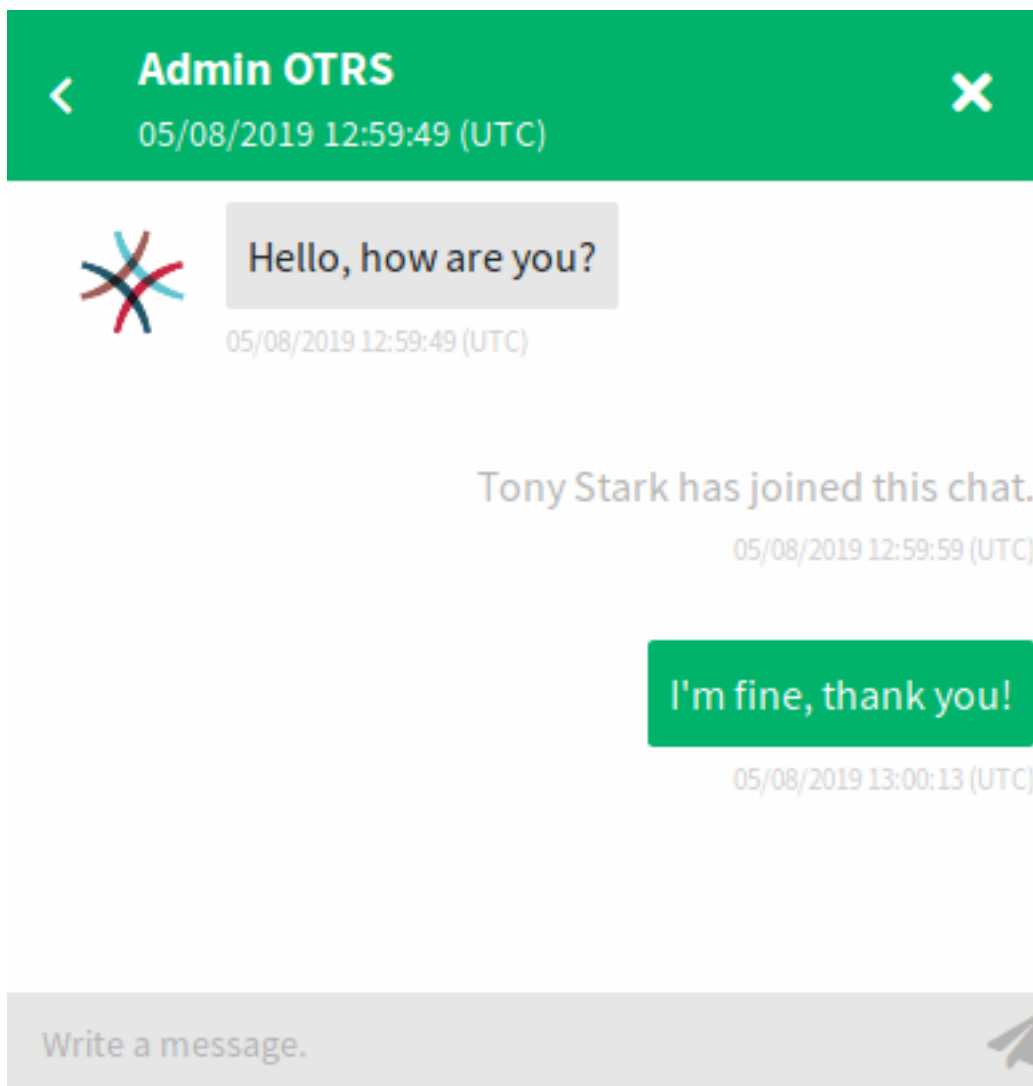 Admin OTRS
05/08/2019 12:59:49 (UTC)
Hello, how are you?
05/08/2019 12:59:49 (UTC)
Tony Stark has joined this chat.
05/08/2019 12:59:59 (UTC)
I'm fine, thank you!
05/08/2019 13:00:13 (UTC)
Write a message.